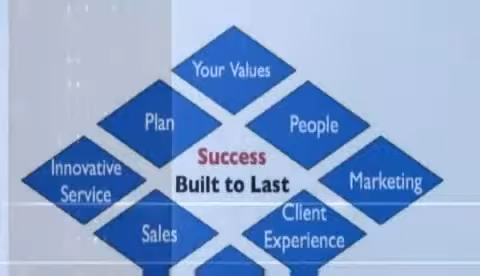 Your Values
Plan
People
Success
Built to Last
Innovative
Service
Marketing
Sales
Client
Experience